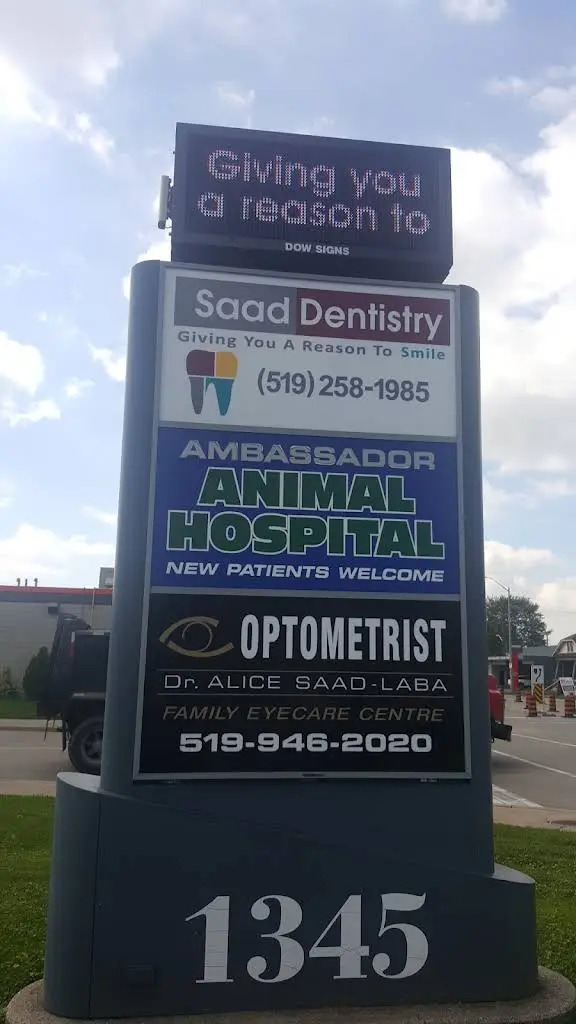 Giving you
a reason to
DOW SIGNS
Saad Dentistry
Giving You A Reason To Smile
(519) 258-1985
AMBASSADOR
ANIMAL
HOSPITAL
NEW PATIENTS WELCOME
OPTOMETRIST
Dr. ALICE SAAD-LABA
FAMILY EYECARE CENTRE
519-946-2020
1345